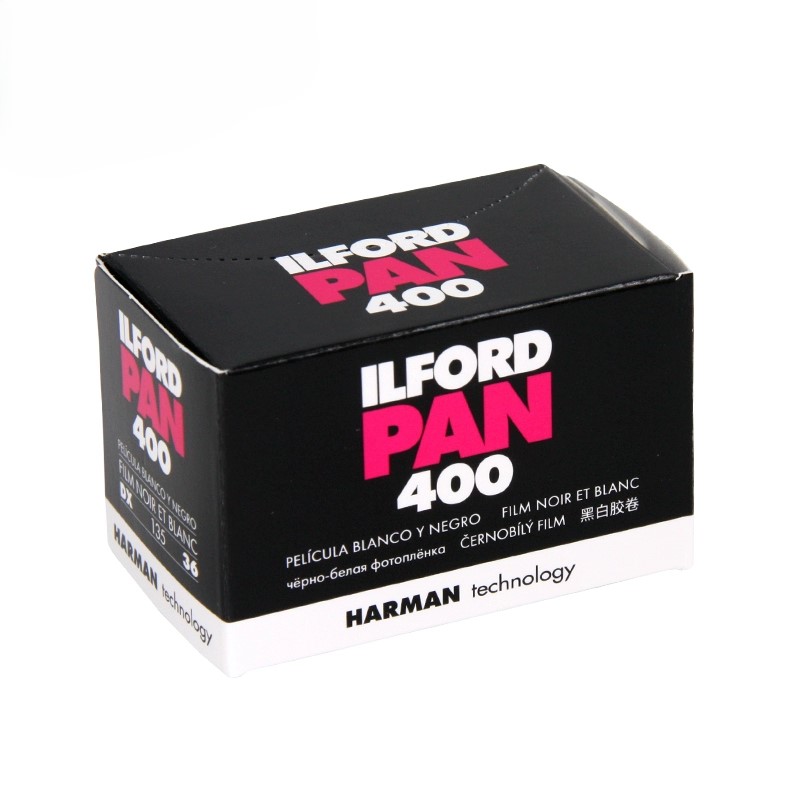 ILFORD
PAN
400
ILFORD
PAN
400
PELÍCULA BLANCO Y NEGRO FILM NOIR ET BLANC
чёрно-белая фотоплёнка ČERNOBÍLÝ FILM 黑白胶卷
HARMAN technology
ILFORD
PAN
400
PELÍCULA BLANCO Y NEGRO
FILM NOIR ET BLANC
DX 135 36
HARMAN technology